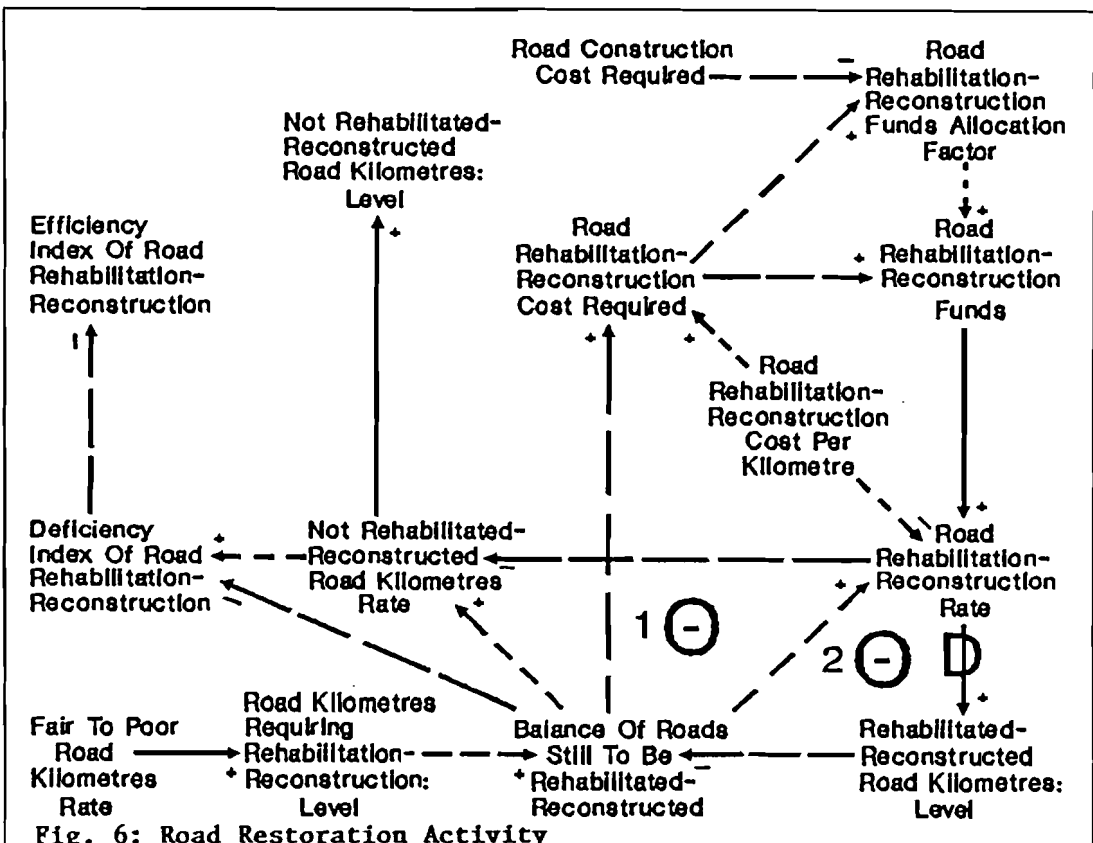 Road Construction
Cost Required
Road
Rehabilitation-
Reconstruction
Funds Allocation
Factor
Not Rehabilitated-
Reconstructed
Road Kilometres:
Level
Efficiency
Index Of Road
Rehabilitation-
Reconstruction
Road
Rehabilitation-
Reconstruction
Cost Required
Road
Rehabilitation-
Reconstruction
Funds
Road
Rehabilitation-
Reconstruction
Cost Per
Kilometre
Deficiency
Index Of Road
Rehabilitation-
Reconstruction
Not Rehabilitated-
Reconstructed
Road Kilometres
Rate
Road
Rehabilitation-
Reconstruction
Rate
1 (-)
2 (-) D
Fair To Poor
Road
Kilometres
Rate
Road Kilometres
Requiring
Rehabilitation-
Reconstruction:
Level
Balance Of Roads
Still To Be
Rehabilitated-
Reconstructed
Rehabilitated-
Reconstructed
Road Kilometres:
Level
Fig. 6: Road Restoration Activity